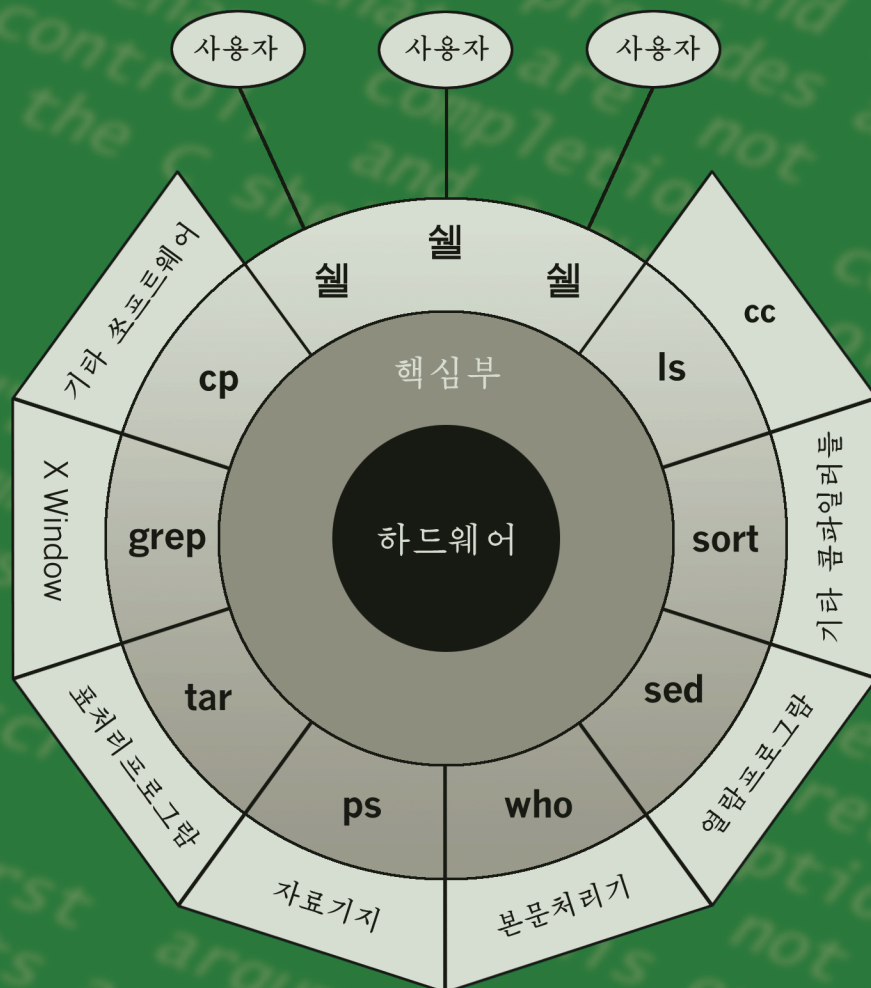 사용자
사용자
사용자
쉘
쉘
쉘
기타 쏘프트웨어
cp
핵심부
ls
cc
X Window
grep
하드웨어
sort
기타 콤파일러들
표처리프로그람
tar
sed
열람프로그람
ps
who
자료기지
본문처리기